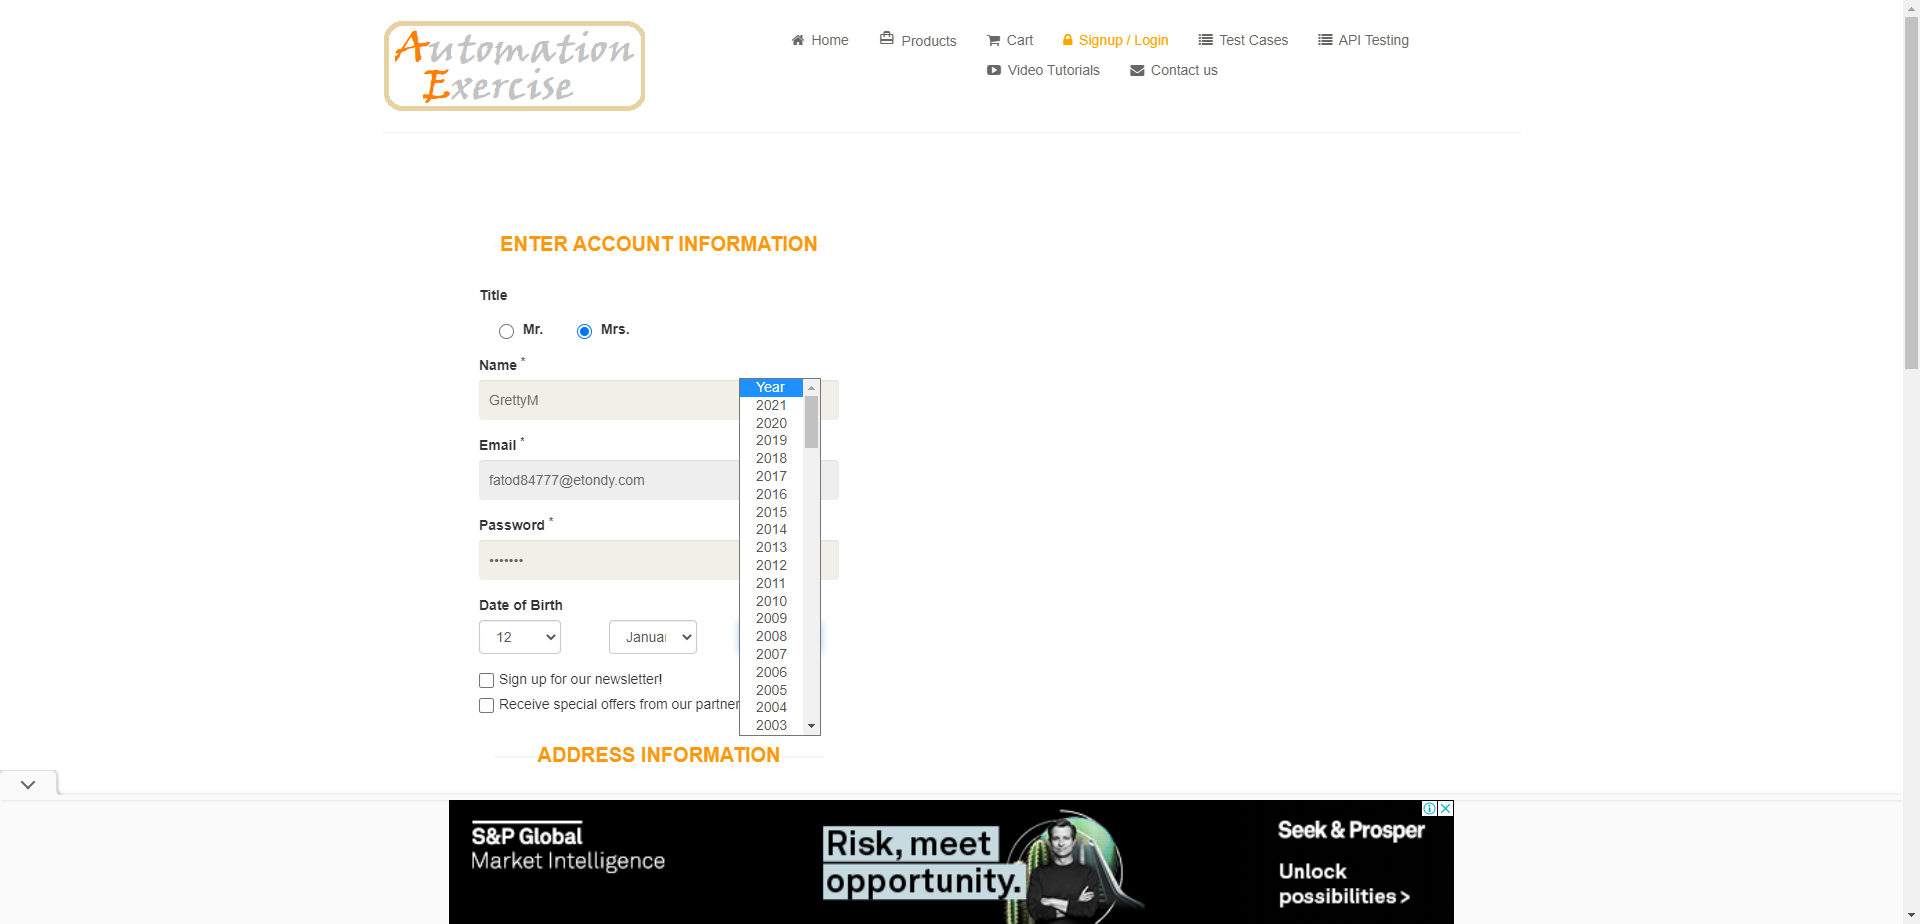 Automation
Exercise
Home
Products
Cart
Signup / Login
Test Cases
API Testing
Video Tutorials
Contact us
ENTER ACCOUNT INFORMATION
Title
Mr.
Mrs.
Name *
GrettyM
Email *
fatod84777@etondy.com
Password *
•••••••
Date of Birth
12
Januar
Year
2021
2020
2019
2018
2017
2016
2015
2014
2013
2012
2011
2010
2009
2008
2007
2006
2005
2004
2003
Sign up for our newsletter!
Receive special offers from our partner
ADDRESS INFORMATION
S&P Global
Market Intelligence
Risk, meet
opportunity.
Seek & Prosper
Unlock
possibilities >